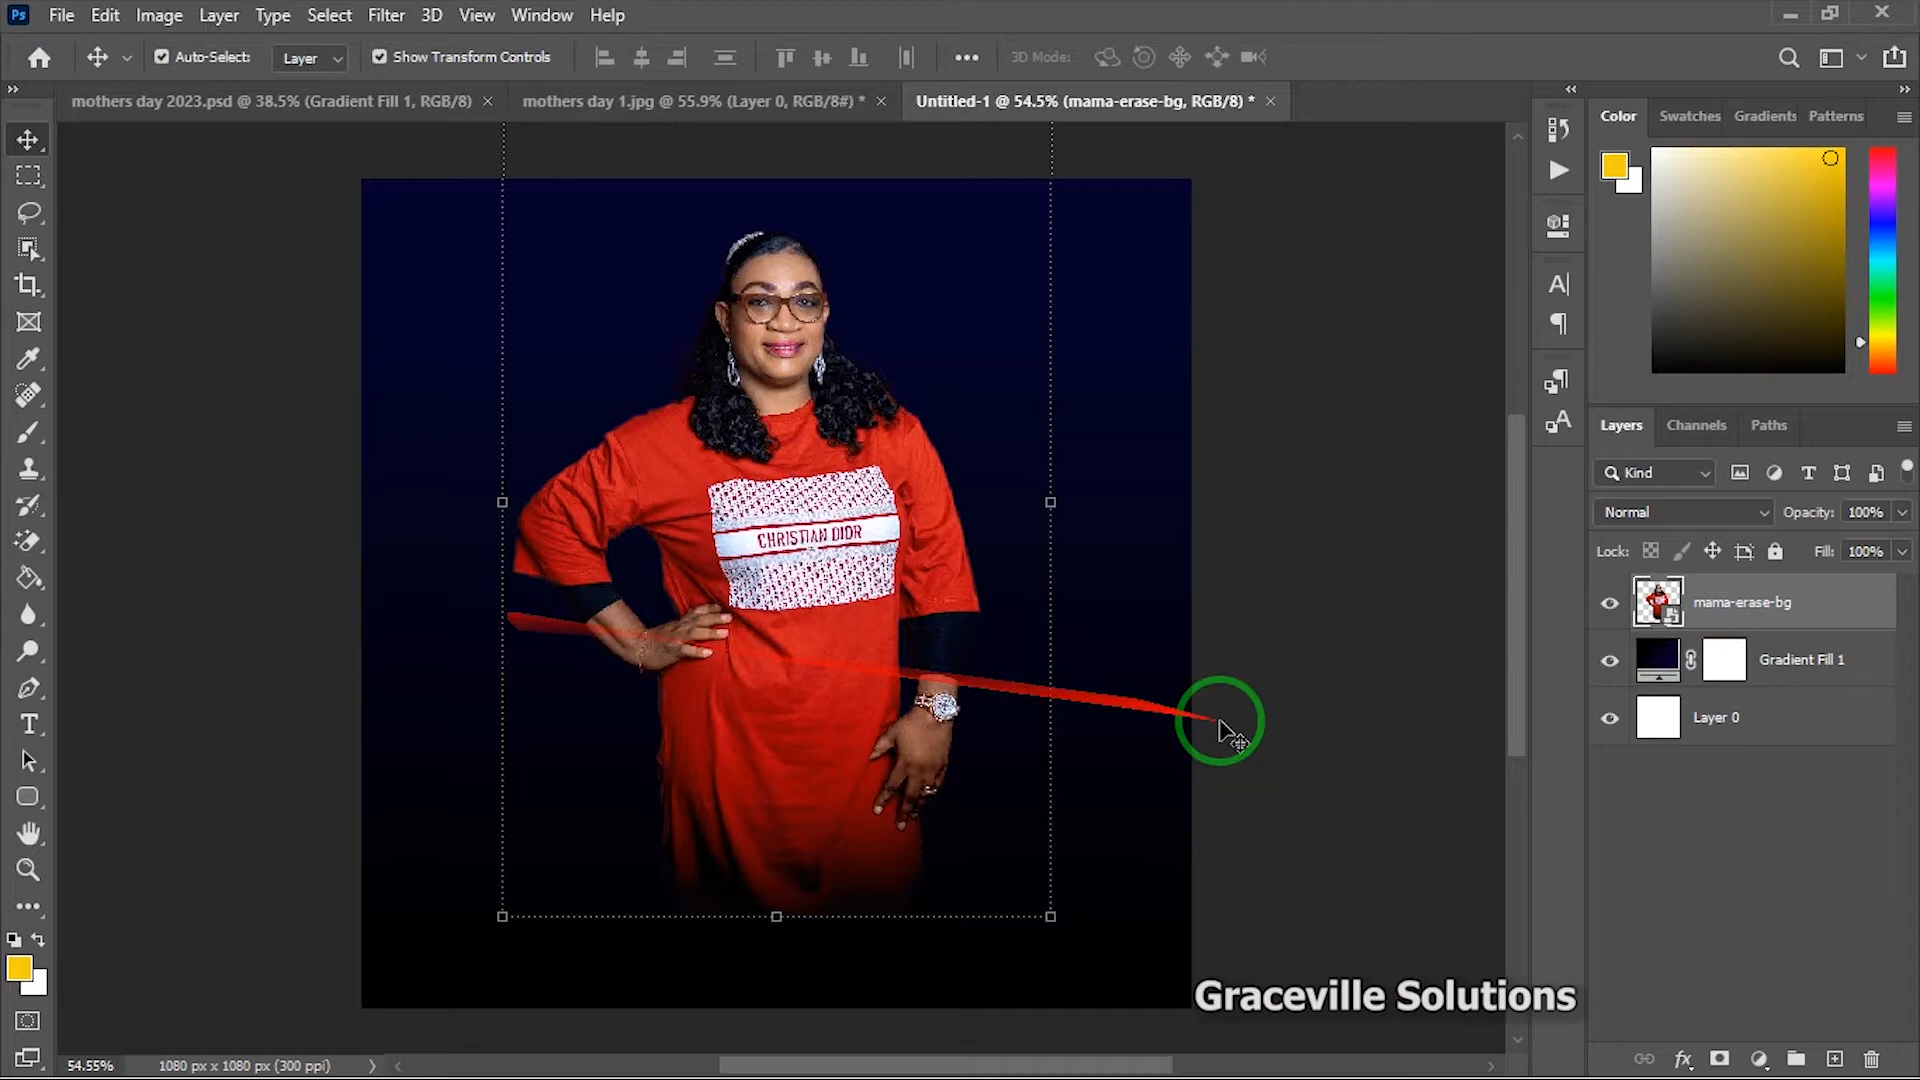 Ps File Edit Image Layer Type Select Filter 3D View Window Help
Auto-Select: Layer Show Transform Controls 3D Mode:
mothers day 2023.psd @ 38.5% (Gradient Fill 1, RGB/8) mothers day 1.jpg @ 55.9% (Layer 0, RGB/8#) * Untitled-1 @ 54.5% (mama-erase-bg, RGB/8) *
Color Swatches Gradients Patterns
CHRISTIAN DIOR
Layers Channels Paths
Kind
Normal Opacity: 100%
Lock: Fill: 100%
mama-erase-bg
Gradient Fill 1
Layer 0
Graceville Solutions
54.55% 1080 px x 1080 px (300 ppi)
fx